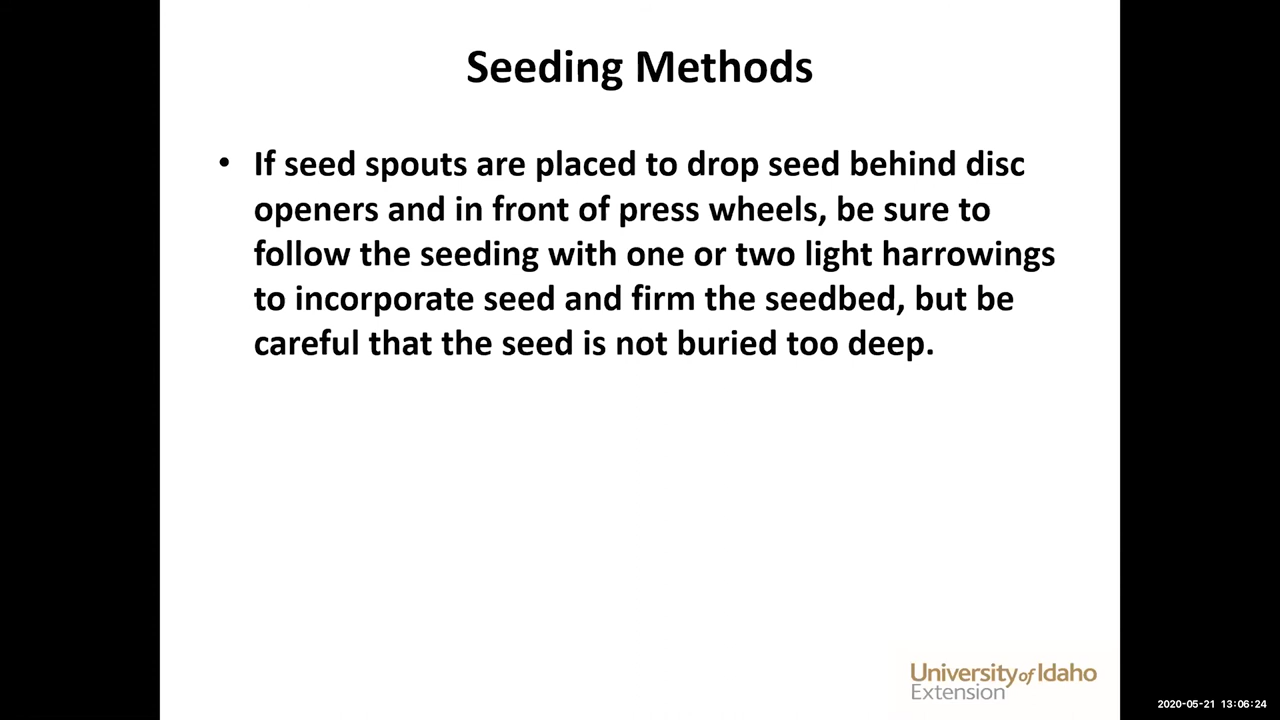 Seeding Methods
• If seed spouts are placed to drop seed behind disc
openers and in front of press wheels, be sure to
follow the seeding with one or two light harrowings
to incorporate seed and firm the seedbed, but be
careful that the seed is not buried too deep.
University of Idaho
Extension
2020-05-21 13:06:24